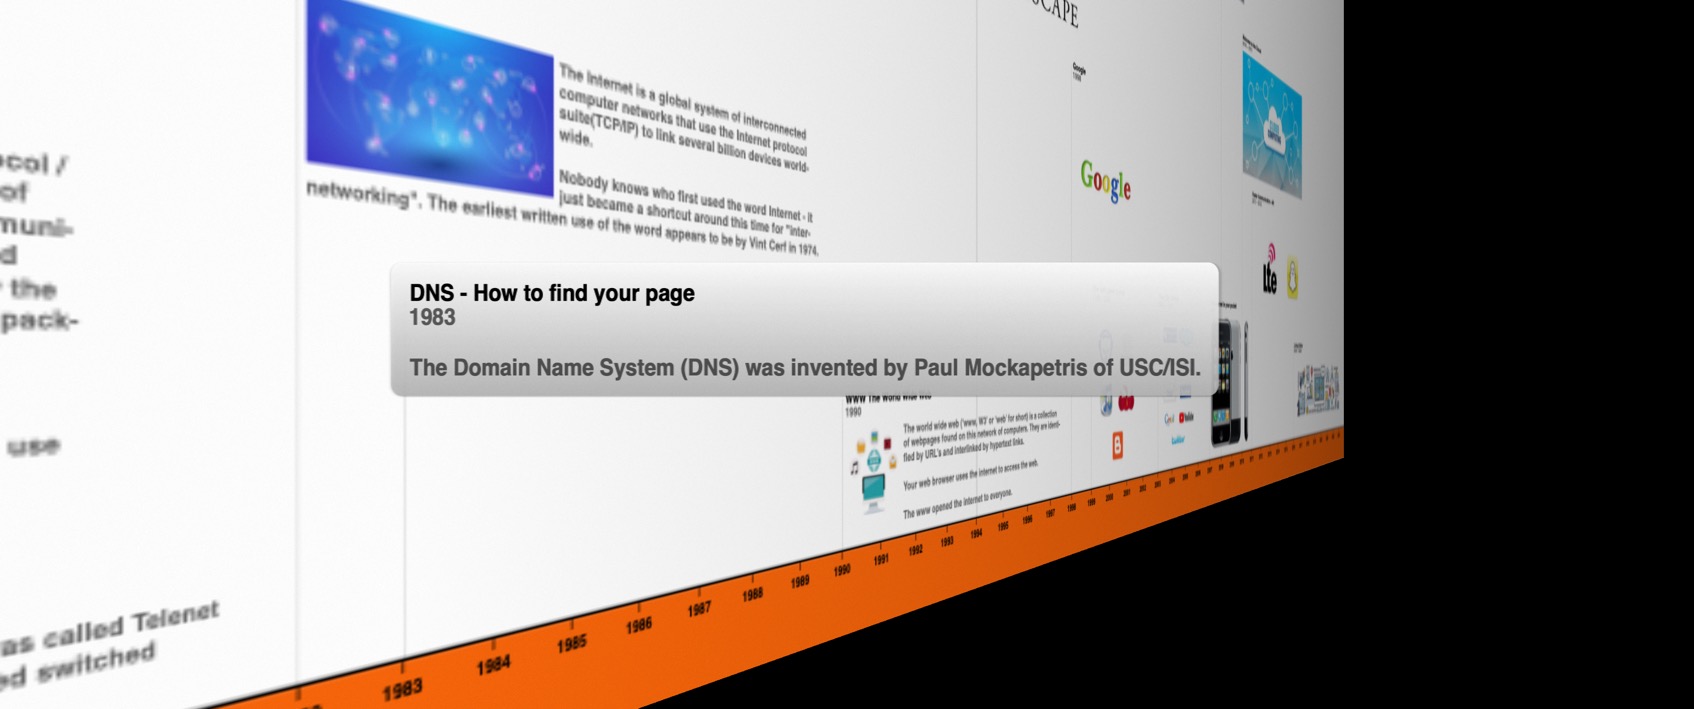 CAPE
Google
1998
The Internet is a global system of interconnected
computer networks that use the Internet protocol
suite(TCP/IP) to link several billion devices world-
wide.
Nobody knows who first used the word Internet - it
just became a shortcut around this time for "inter-
networking". The earliest written use of the word appears to be by Vint Cerf in 1974.
ocol /
of
muni-
d
the
pack-
use
as called Telenet
ed switched
Google
lte
DNS - How to find your page
1983
The Domain Name System (DNS) was invented by Paul Mockapetris of USC/ISI.
WWW The World Wide Web
1990
The world wide web ('www, W3' or 'web' for short) is a collection
of webpages found on this network of computers. They are identi-
fied by URL's and interlinked by hypertext links.
Your web browser uses the internet to access the web.
The www opened the internet to everyone.
1983
1984
1985
1986
1987
1988
1989
1990
1991
1992
1993
1994
1995
1996
1997
1998
1999
2000
2001
2002
2003